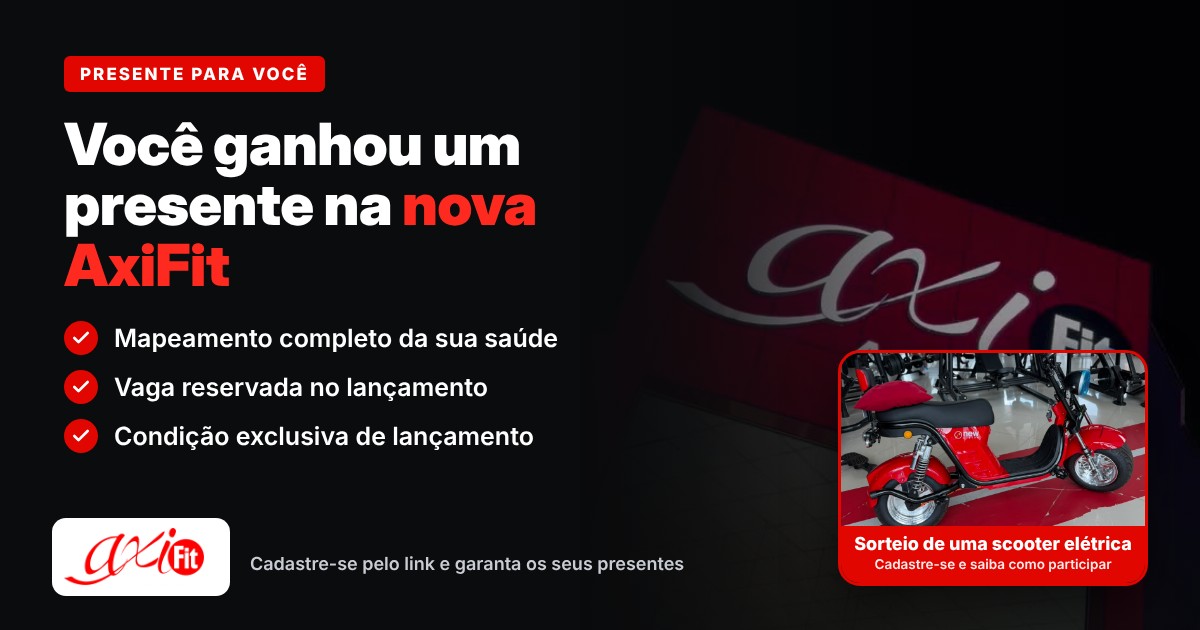 PRESENTE PARA VOCÊ
Você ganhou um
presente na nova
AxiFit
Mapeamento completo da sua saúde
Vaga reservada no lançamento
Condição exclusiva de lançamento
axi Fit
Cadastre-se pelo link e garanta os seus presentes
axi Fit
new
Sorteio de uma scooter elétrica
Cadastre-se e saiba como participar